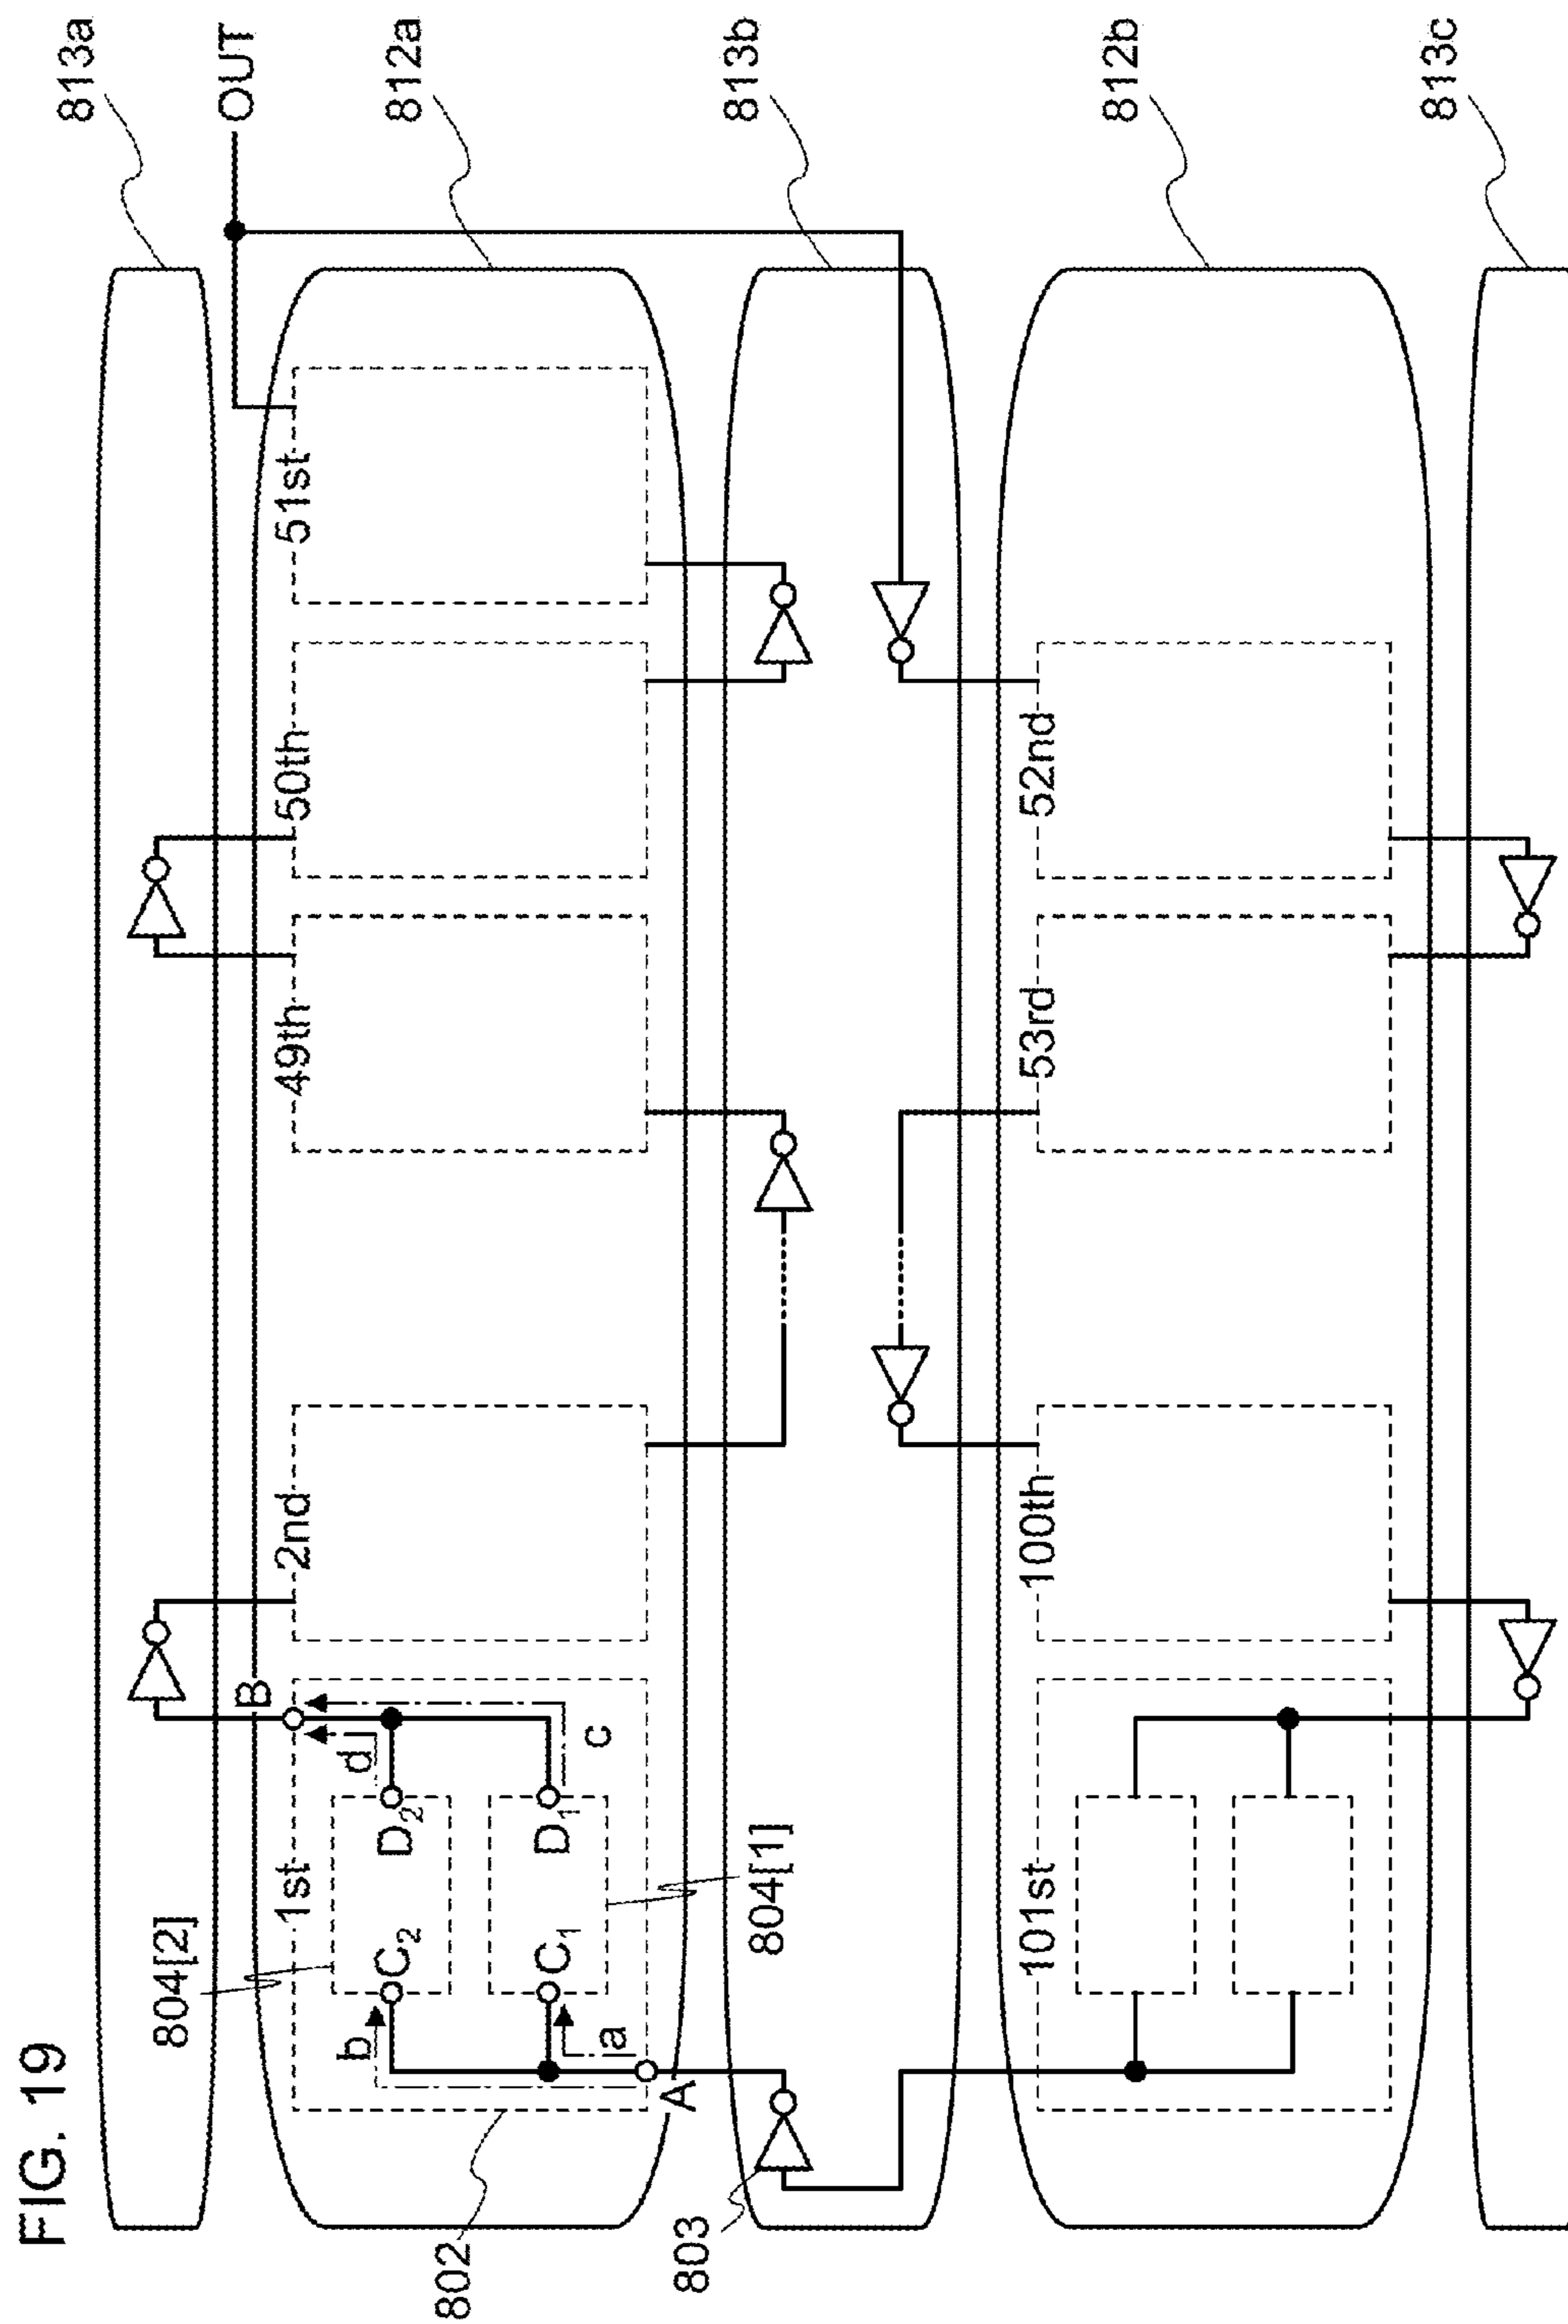 FIG. 19
813a
OUT
812a
813b
812b
813c
804[2]
1st
2nd
49th
50th
51st
B
b
d
C₂
D₂
C₁
D₁
a
c
A
802
804[1]
803
101st
100th
53rd
52nd